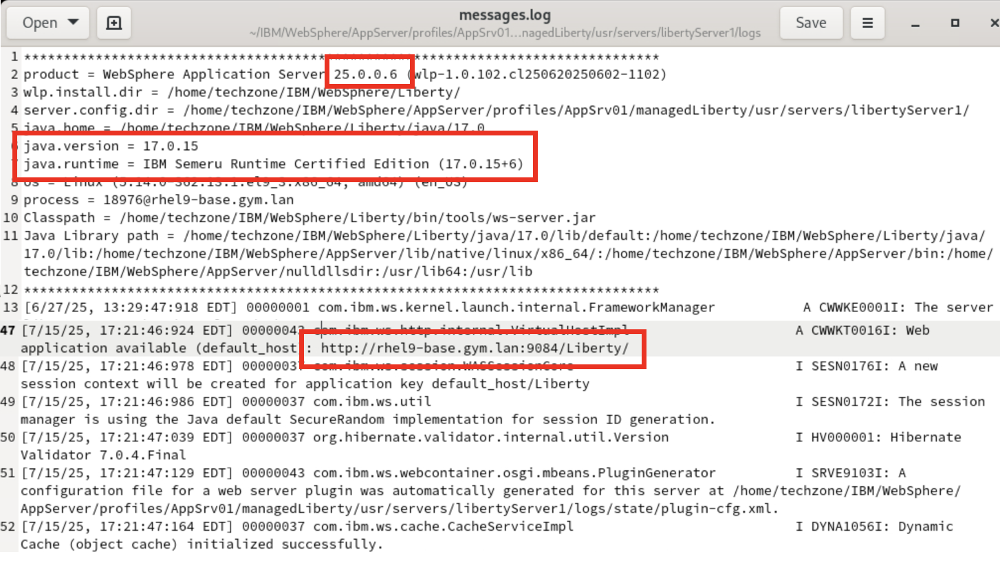 Open
messages.log
~/IBM/WebSphere/AppServer/profiles/AppSrv01...nagedLiberty/usr/servers/libertyServer1/logs
Save
1 ********************************************************************************
2 product = WebSphere Application Server 25.0.0.6 (wlp-1.0.102.cl250620250602-1102)
3 wlp.install.dir = /home/techzone/IBM/WebSphere/Liberty/
4 server.config.dir = /home/techzone/IBM/WebSphere/AppServer/profiles/AppSrv01/managedLiberty/usr/servers/libertyServer1/
5 java.home = /home/techzone/IBM/WebSphere/Liberty/java/17.0
6 java.version = 17.0.15
7 java.runtime = IBM Semeru Runtime Certified Edition (17.0.15+6)
8 os = Linux (5.14.0-362.13.1.el9_3.x86_64; amd64) (en_US)
9 process = 18976@rhel9-base.gym.lan
10 Classpath = /home/techzone/IBM/WebSphere/Liberty/bin/tools/ws-server.jar
11 Java Library path = /home/techzone/IBM/WebSphere/Liberty/java/17.0/lib/default:/home/techzone/IBM/WebSphere/Liberty/java/
17.0/lib:/home/techzone/IBM/WebSphere/AppServer/lib/native/linux/x86_64/:/home/techzone/IBM/WebSphere/AppServer/bin:/home/
techzone/IBM/WebSphere/AppServer/nulldllsdir:/usr/lib64:/usr/lib
12 ********************************************************************************
13 [6/27/25, 13:29:47:918 EDT] 00000001 com.ibm.ws.kernel.launch.internal.FrameworkManager A CWWKE0001I: The server
47 [7/15/25, 17:21:46:924 EDT] 00000043 com.ibm.ws.http.internal.VirtualHostImpl A CWWKT0016I: Web
application available (default_host): http://rhel9-base.gym.lan:9084/Liberty/
48 [7/15/25, 17:21:46:978 EDT] 00000037 com.ibm.ws.session.WASSessionCore I SESN0176I: A new
session context will be created for application key default_host/Liberty
49 [7/15/25, 17:21:46:986 EDT] 00000037 com.ibm.ws.util I SESN0172I: The session
manager is using the Java default SecureRandom implementation for session ID generation.
50 [7/15/25, 17:21:47:039 EDT] 00000037 org.hibernate.validator.internal.util.Version I HV000001: Hibernate
Validator 7.0.4.Final
51 [7/15/25, 17:21:47:129 EDT] 00000043 com.ibm.ws.webcontainer.osgi.mbeans.PluginGenerator I SRVE9103I: A
configuration file for a web server plugin was automatically generated for this server at /home/techzone/IBM/WebSphere/
AppServer/profiles/AppSrv01/managedLiberty/usr/servers/libertyServer1/logs/state/plugin-cfg.xml.
52 [7/15/25, 17:21:47:164 EDT] 00000037 com.ibm.ws.cache.CacheServiceImpl I DYNA1056I: Dynamic
Cache (object cache) initialized successfully.